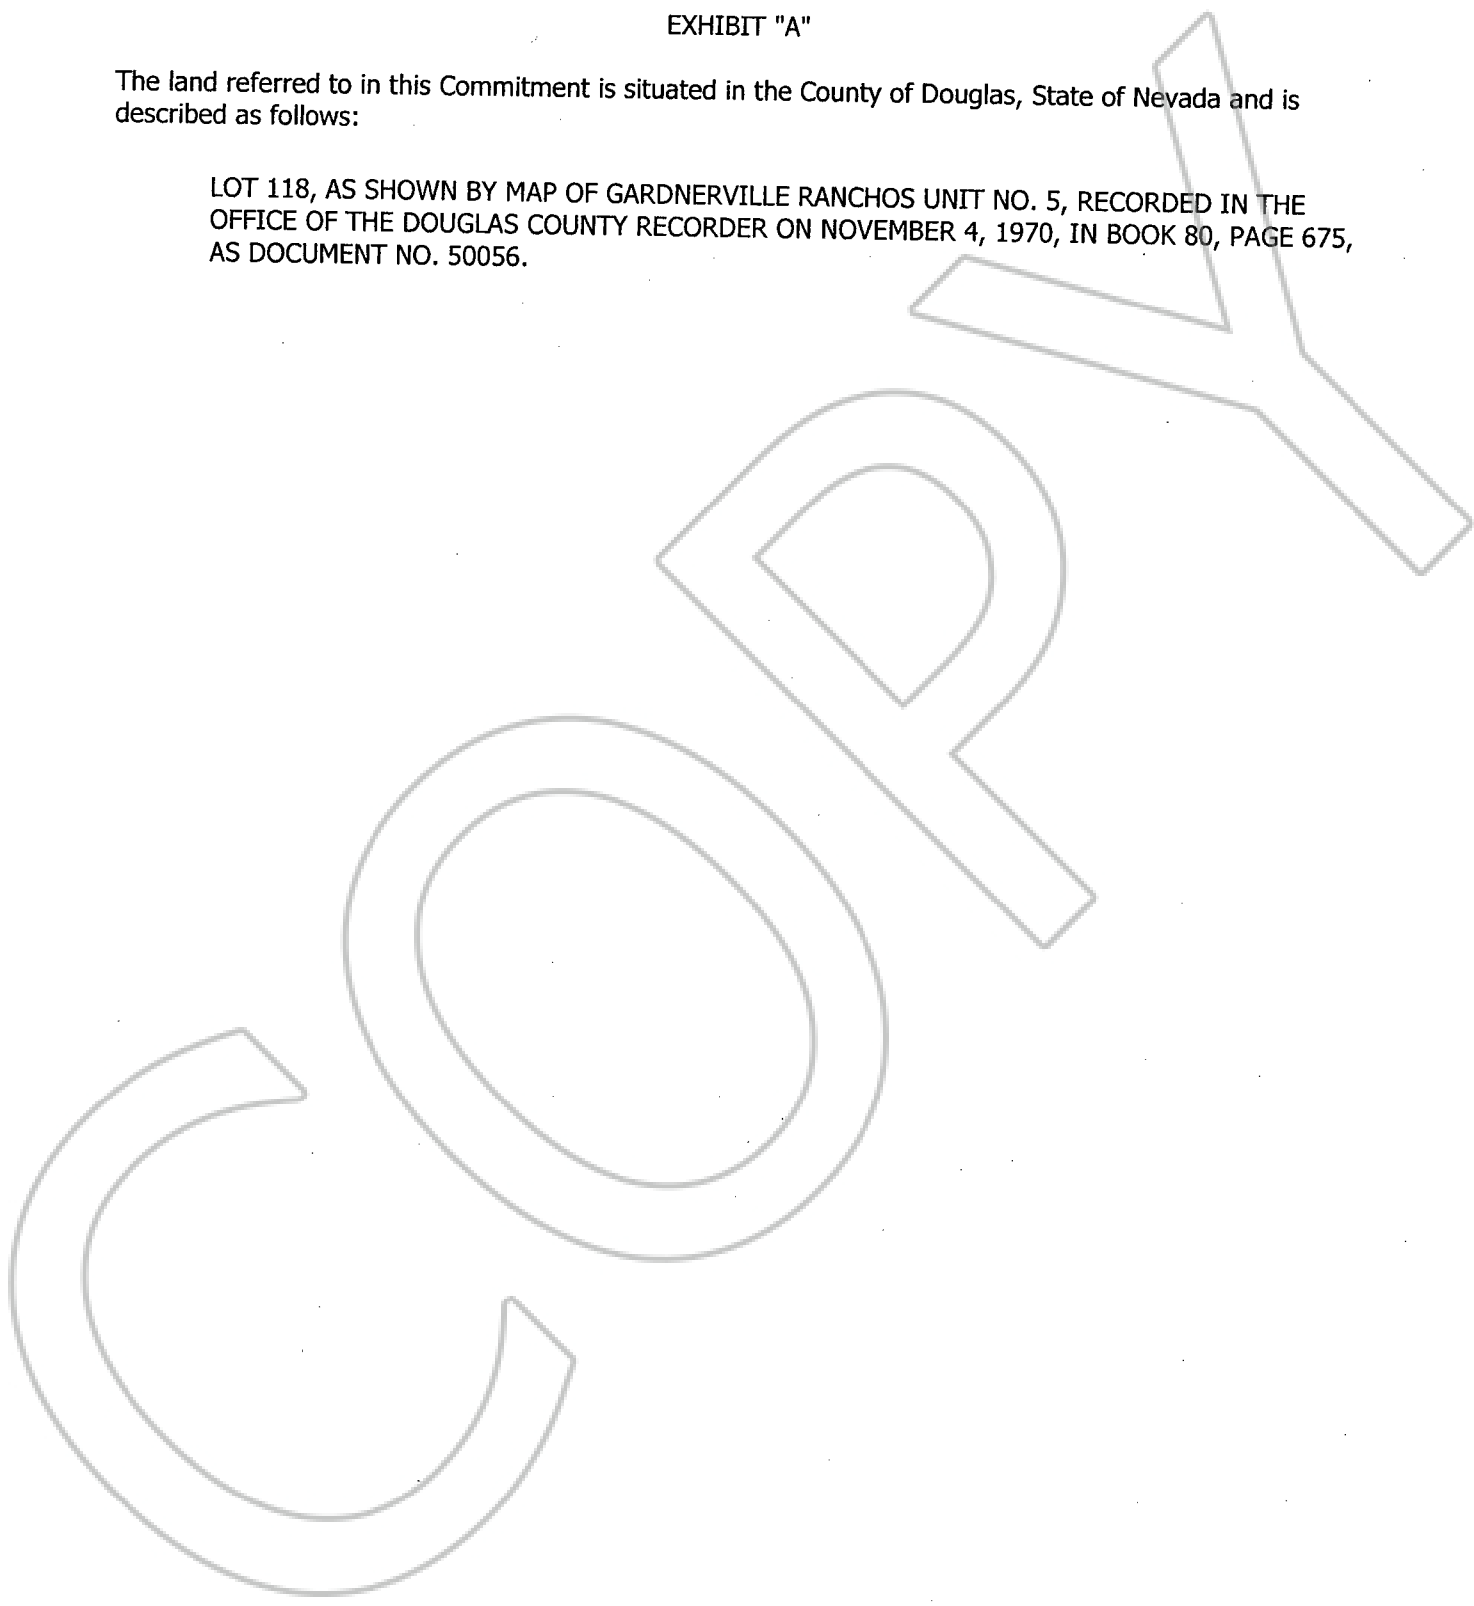 EXHIBIT "A"
The land referred to in this Commitment is situated in the County of Douglas, State of Nevada and is
described as follows:
LOT 118, AS SHOWN BY MAP OF GARDNERVILLE RANCHOS UNIT NO. 5, RECORDED IN THE
OFFICE OF THE DOUGLAS COUNTY RECORDER ON NOVEMBER 4, 1970, IN BOOK 80, PAGE 675,
AS DOCUMENT NO. 50056.
COPY